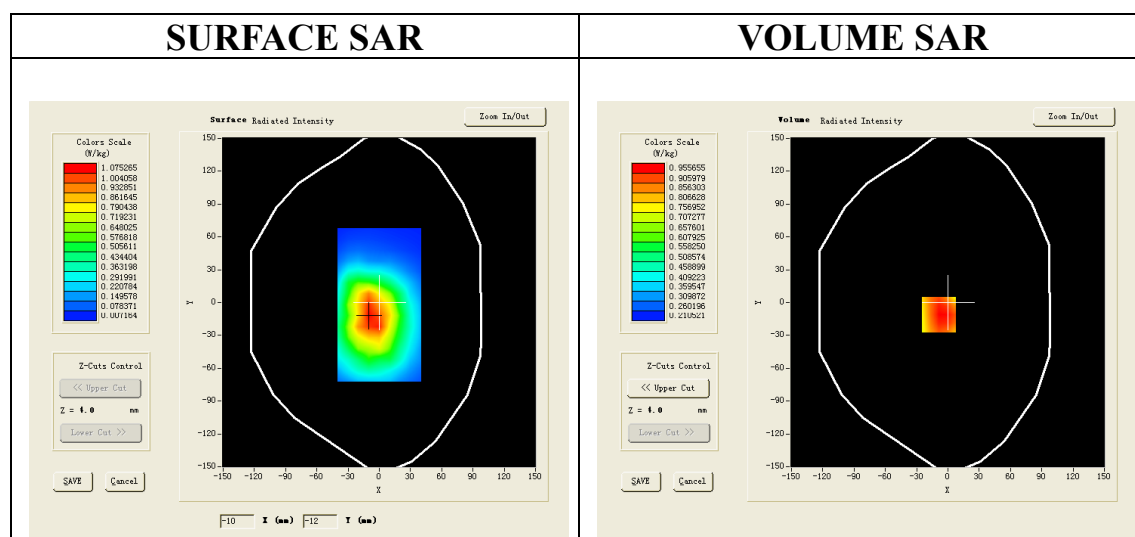 SURFACE SAR
VOLUME SAR
Surface Radiated Intensity
Zoom In/Out
Colors Scale
(W/kg)
1.075265
1.004058
0.932851
0.861645
0.790438
0.719231
0.648025
0.576818
0.505611
0.434404
0.363198
0.291991
0.220784
0.149578
0.078371
0.007164
150
120
90
60
30
0
-30
-60
-90
-120
-150
Y
-150 -120 -90 -60 -30 0 30 60 90 120 150
X
Z-Cuts Control
<< Upper Cut
Z = 4.0 mm
Lower Cut >>
SAVE
Cancel
-10 X (mm) -12 Y (mm)
Volume Radiated Intensity
Zoom In/Out
Colors Scale
(W/kg)
0.955655
0.905979
0.856303
0.806628
0.756952
0.707277
0.657601
0.607925
0.558250
0.508574
0.458899
0.409223
0.359547
0.309872
0.260196
0.210521
150
120
90
60
30
0
-30
-60
-90
-120
-150
Y
-150 -120 -90 -60 -30 0 30 60 90 120 150
X
Z-Cuts Control
<< Upper Cut
Z = 4.0 mm
Lower Cut >>
SAVE
Cancel